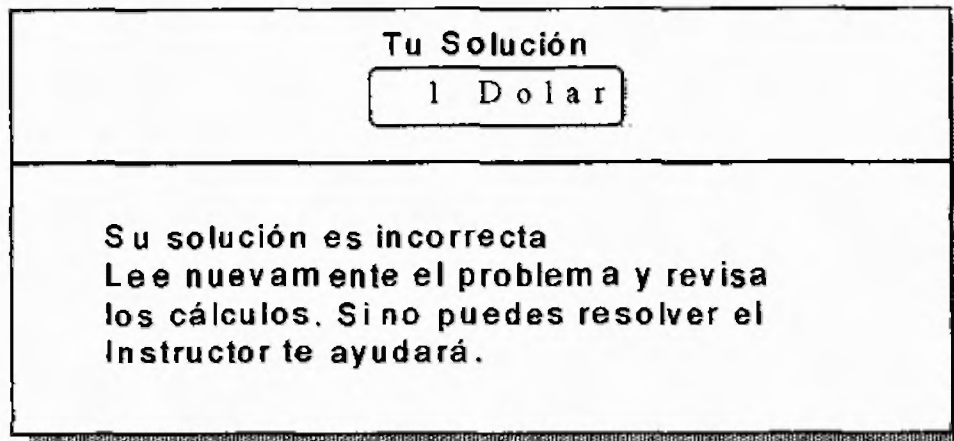 Tu Solución
1 Dolar
Su solución es incorrecta
Lee nuevamente el problema y revisa
los cálculos. Si no puedes resolver el
Instructor te ayudará.